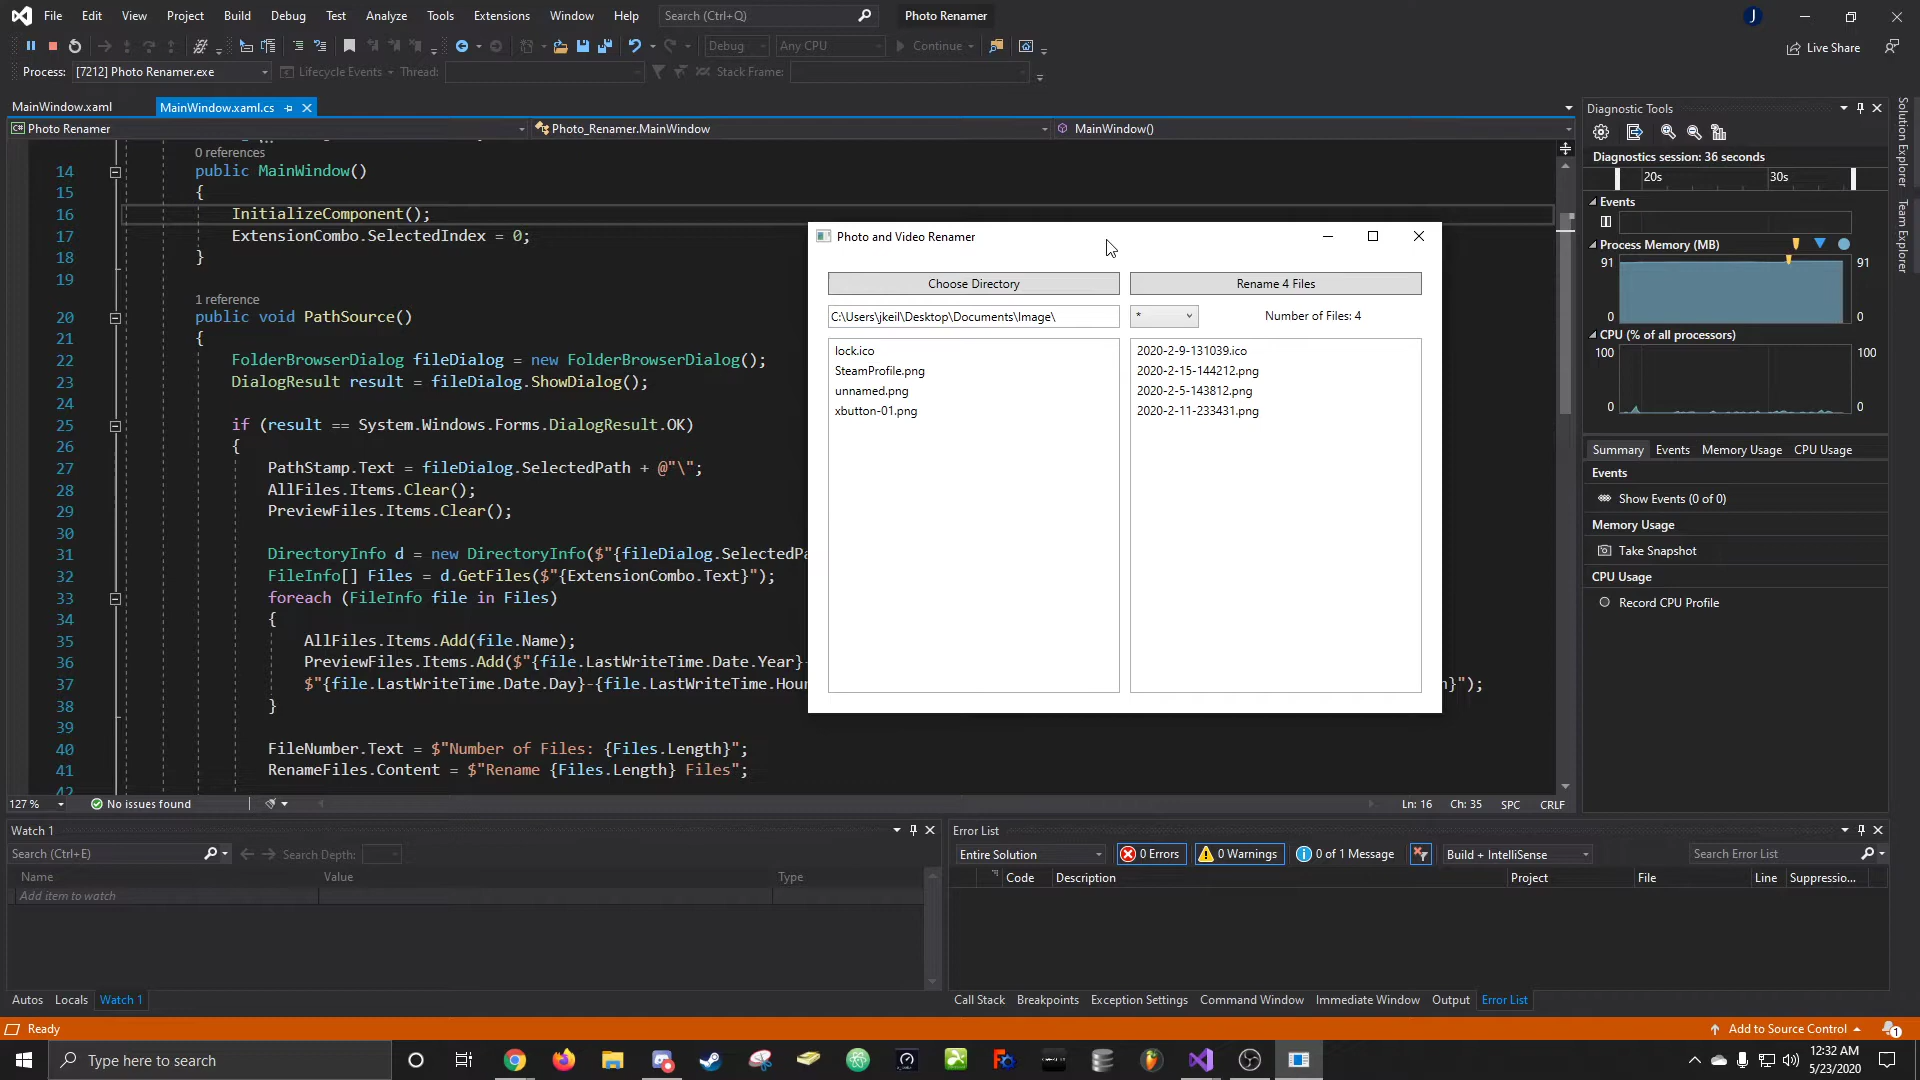 File Edit View Project Build Debug Test Analyze Tools Extensions Window Help Search (Ctrl+Q) Photo Renamer J
Debug Any CPU Continue Live Share
Process: [7212] Photo Renamer.exe Lifecycle Events Thread: Stack Frame:
MainWindow.xaml MainWindow.xaml.cs
C# Photo Renamer Photo_Renamer.MainWindow MainWindow()
0 references
14 public MainWindow()
15 {
16 InitializeComponent();
17 ExtensionCombo.SelectedIndex = 0;
18 }
19
1 reference
20 public void PathSource()
21 {
22 FolderBrowserDialog fileDialog = new FolderBrowserDialog();
23 DialogResult result = fileDialog.ShowDialog();
24
25 if (result == System.Windows.Forms.DialogResult.OK)
26 {
27 PathStamp.Text = fileDialog.SelectedPath + @"\";
28 AllFiles.Items.Clear();
29 PreviewFiles.Items.Clear();
30
31 DirectoryInfo d = new DirectoryInfo($"{fileDialog.SelectedPa
32 FileInfo[] Files = d.GetFiles($"{ExtensionCombo.Text}");
33 foreach (FileInfo file in Files)
34 {
35 AllFiles.Items.Add(file.Name);
36 PreviewFiles.Items.Add($"{file.LastWriteTime.Date.Year}-
37 $"{file.LastWriteTime.Date.Day}-{file.LastWriteTime.Hour }");
38 }
39
40 FileNumber.Text = $"Number of Files: {Files.Length}";
41 RenameFiles.Content = $"Rename {Files.Length} Files";
42
Photo and Video Renamer
Choose Directory Rename 4 Files
C:\Users\jkeil\Desktop\Documents\Image\ * Number of Files: 4
lock.ico 2020-2-9-131039.ico
SteamProfile.png 2020-2-15-144212.png
unnamed.png 2020-2-5-143812.png
xbutton-01.png 2020-2-11-233431.png
Diagnostic Tools
Diagnostics session: 36 seconds
20s 30s
Events
Process Memory (MB)
91 91
0 0
CPU (% of all processors)
100 100
0 0
Summary Events Memory Usage CPU Usage
Events
Show Events (0 of 0)
Memory Usage
Take Snapshot
CPU Usage
Record CPU Profile
Solution Explorer
Team Explorer
127 % No issues found Ln: 16 Ch: 35 SPC CRLF
Watch 1
Search (Ctrl+E) Search Depth:
Name Value Type
Add item to watch
Autos Locals Watch 1
Error List
Entire Solution 0 Errors 0 Warnings 0 of 1 Message Build + IntelliSense Search Error List
Code Description Project File Line Suppressio...
Call Stack Breakpoints Exception Settings Command Window Immediate Window Output Error List
Ready Add to Source Control 1
Type here to search 12:32 AM
5/23/2020